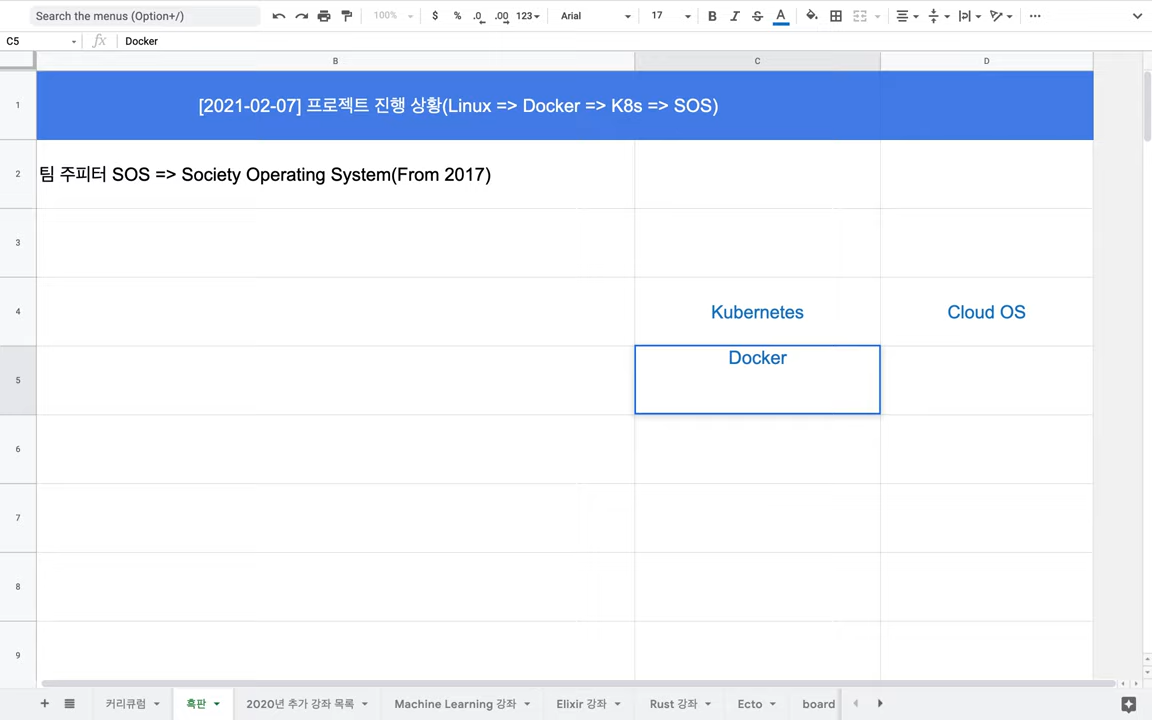 Search the menus (Option+/)
100%
$ % .0 .00 123
Arial
17
B I S A
C5
fx
Docker
B C D
1
[2021-02-07] 프로젝트 진행 상황(Linux => Docker => K8s => SOS)
2
팀 주피터 SOS => Society Operating System(From 2017)
3
4
Kubernetes
Cloud OS
5
Docker
6
7
8
9
커리큐럼
흑판
2020년 추가 강좌 목록
Machine Learning 강좌
Elixir 강좌
Rust 강좌
Ecto
board